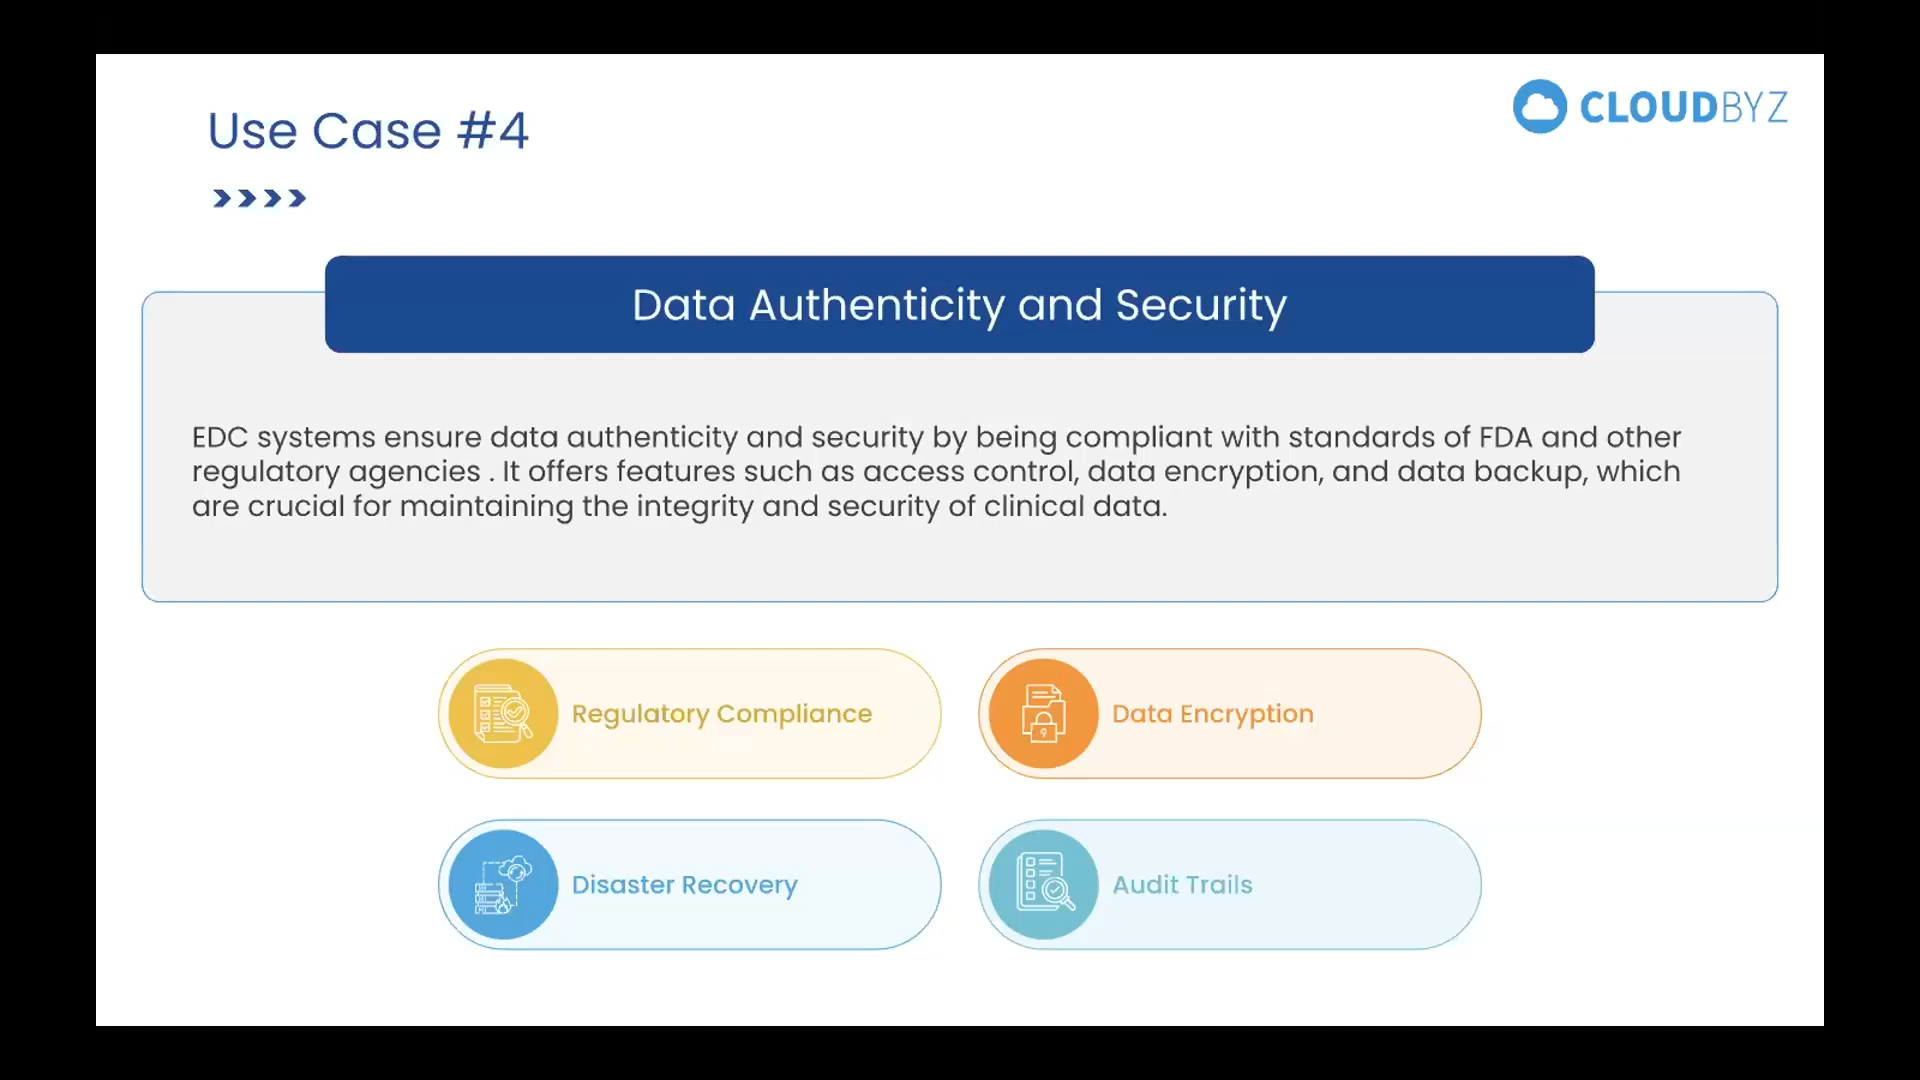 Use Case #4
CLOUDBYZ
Data Authenticity and Security
EDC systems ensure data authenticity and security by being compliant with standards of FDA and other
regulatory agencies . It offers features such as access control, data encryption, and data backup, which
are crucial for maintaining the integrity and security of clinical data.
Regulatory Compliance
Data Encryption
Disaster Recovery
Audit Trails